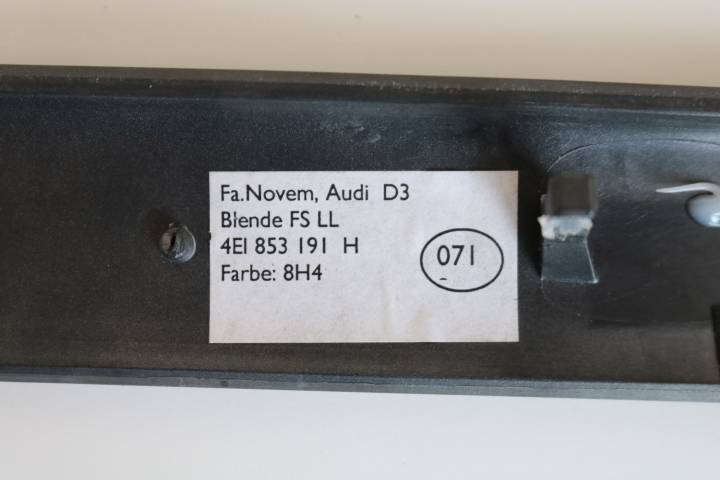 Fa.Novem, Audi D3
Blende FS LL
4E1 853 191 H
Farbe: 8H4
071